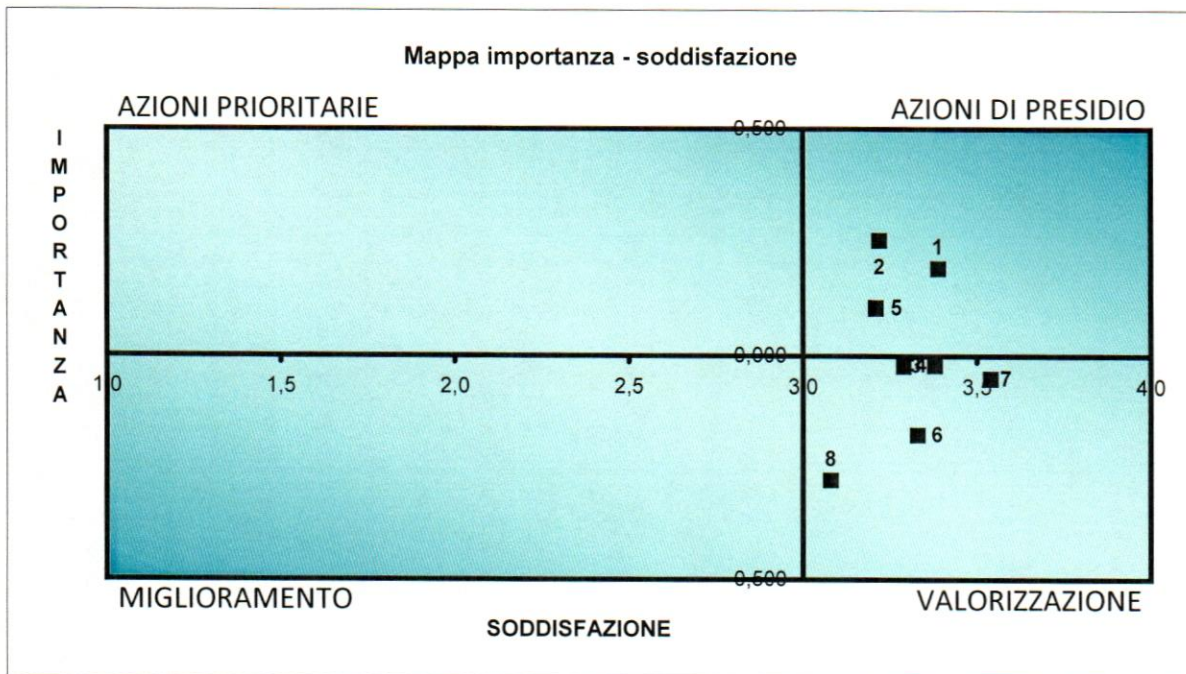 Mappa importanza - soddisfazione
AZIONI PRIORITARIE
AZIONI DI PRESIDIO
IMPORTANZA
0,500
1
2
5
0,000
1,0
1,5
2,0
2,5
3,0
3
4
3,5
7
4,0
6
8
0,500
MIGLIORAMENTO
VALORIZZAZIONE
SODDISFAZIONE